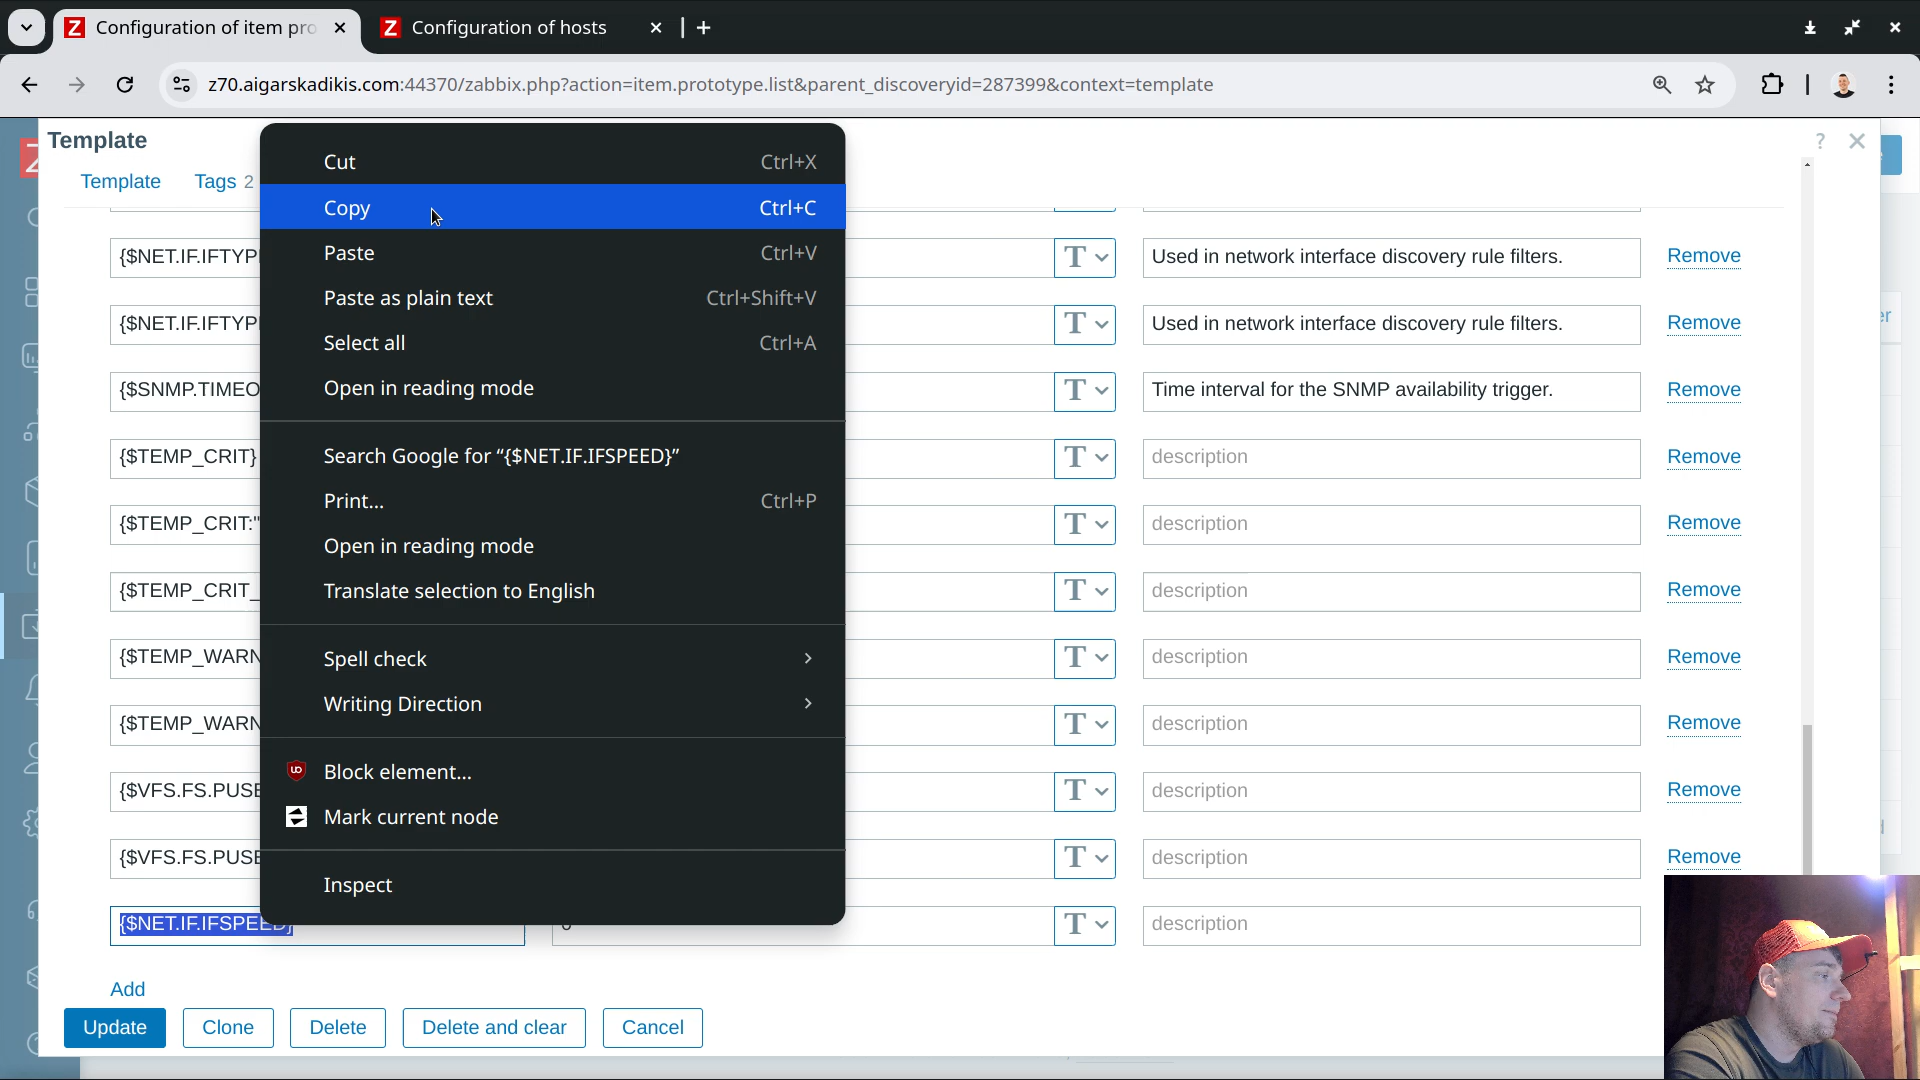 Configuration of item pro
Configuration of hosts
z70.aigarskadikis.com:44370/zabbix.php?action=item.prototype.list&parent_discoveryid=287399&context=template
Template
?
Template
Tags 2
Cut Ctrl+X
Copy Ctrl+C
Paste Ctrl+V
Paste as plain text Ctrl+Shift+V
Select all Ctrl+A
Open in reading mode
Search Google for “{$NET.IF.IFSPEED}”
Print... Ctrl+P
Open in reading mode
Translate selection to English
Spell check
Writing Direction
Block element...
Mark current node
Inspect
{$NET.IF.IFTYP T Used in network interface discovery rule filters. Remove
{$NET.IF.IFTYP T Used in network interface discovery rule filters. Remove
{$SNMP.TIMEO T Time interval for the SNMP availability trigger. Remove
{$TEMP_CRIT} T description Remove
{$TEMP_CRIT:" T description Remove
{$TEMP_CRIT_ T description Remove
{$TEMP_WARN T description Remove
{$TEMP_WARN T description Remove
{$VFS.FS.PUSE T description Remove
{$VFS.FS.PUSE T description Remove
{$NET.IF.IFSPEED} T description
Add
Update Clone Delete Delete and clear Cancel